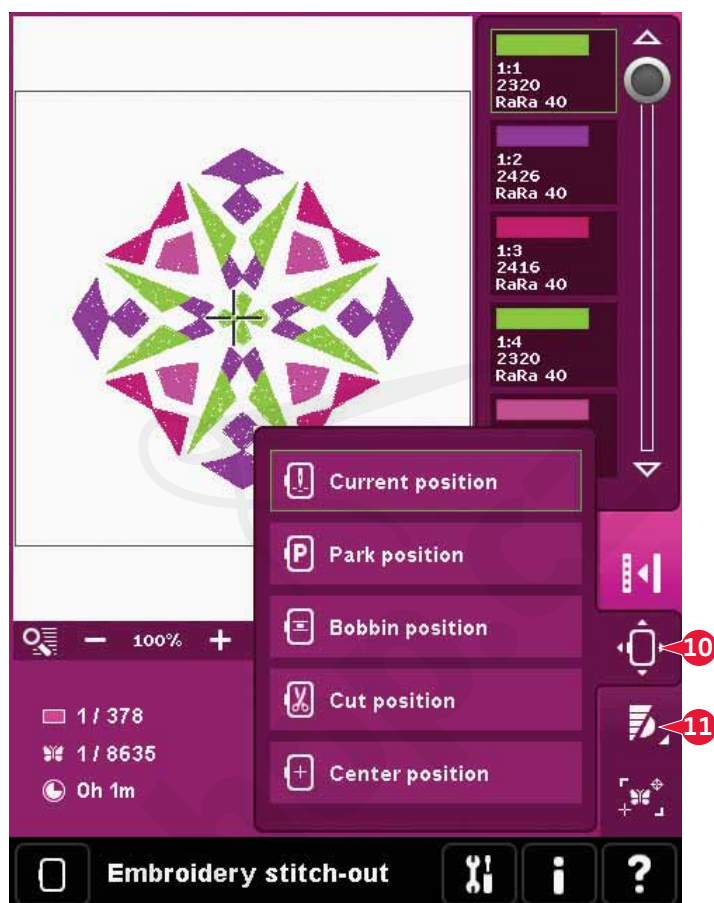 1:1
2320
RaRa 40
1:2
2426
RaRa 40
1:3
2416
RaRa 40
1:4
2320
RaRa 40
Current position
P Park position
Bobbin position
Cut position
Center position
100%
10
11
1 / 378
1 / 8635
0h 1m
Embroidery stitch-out
i
?